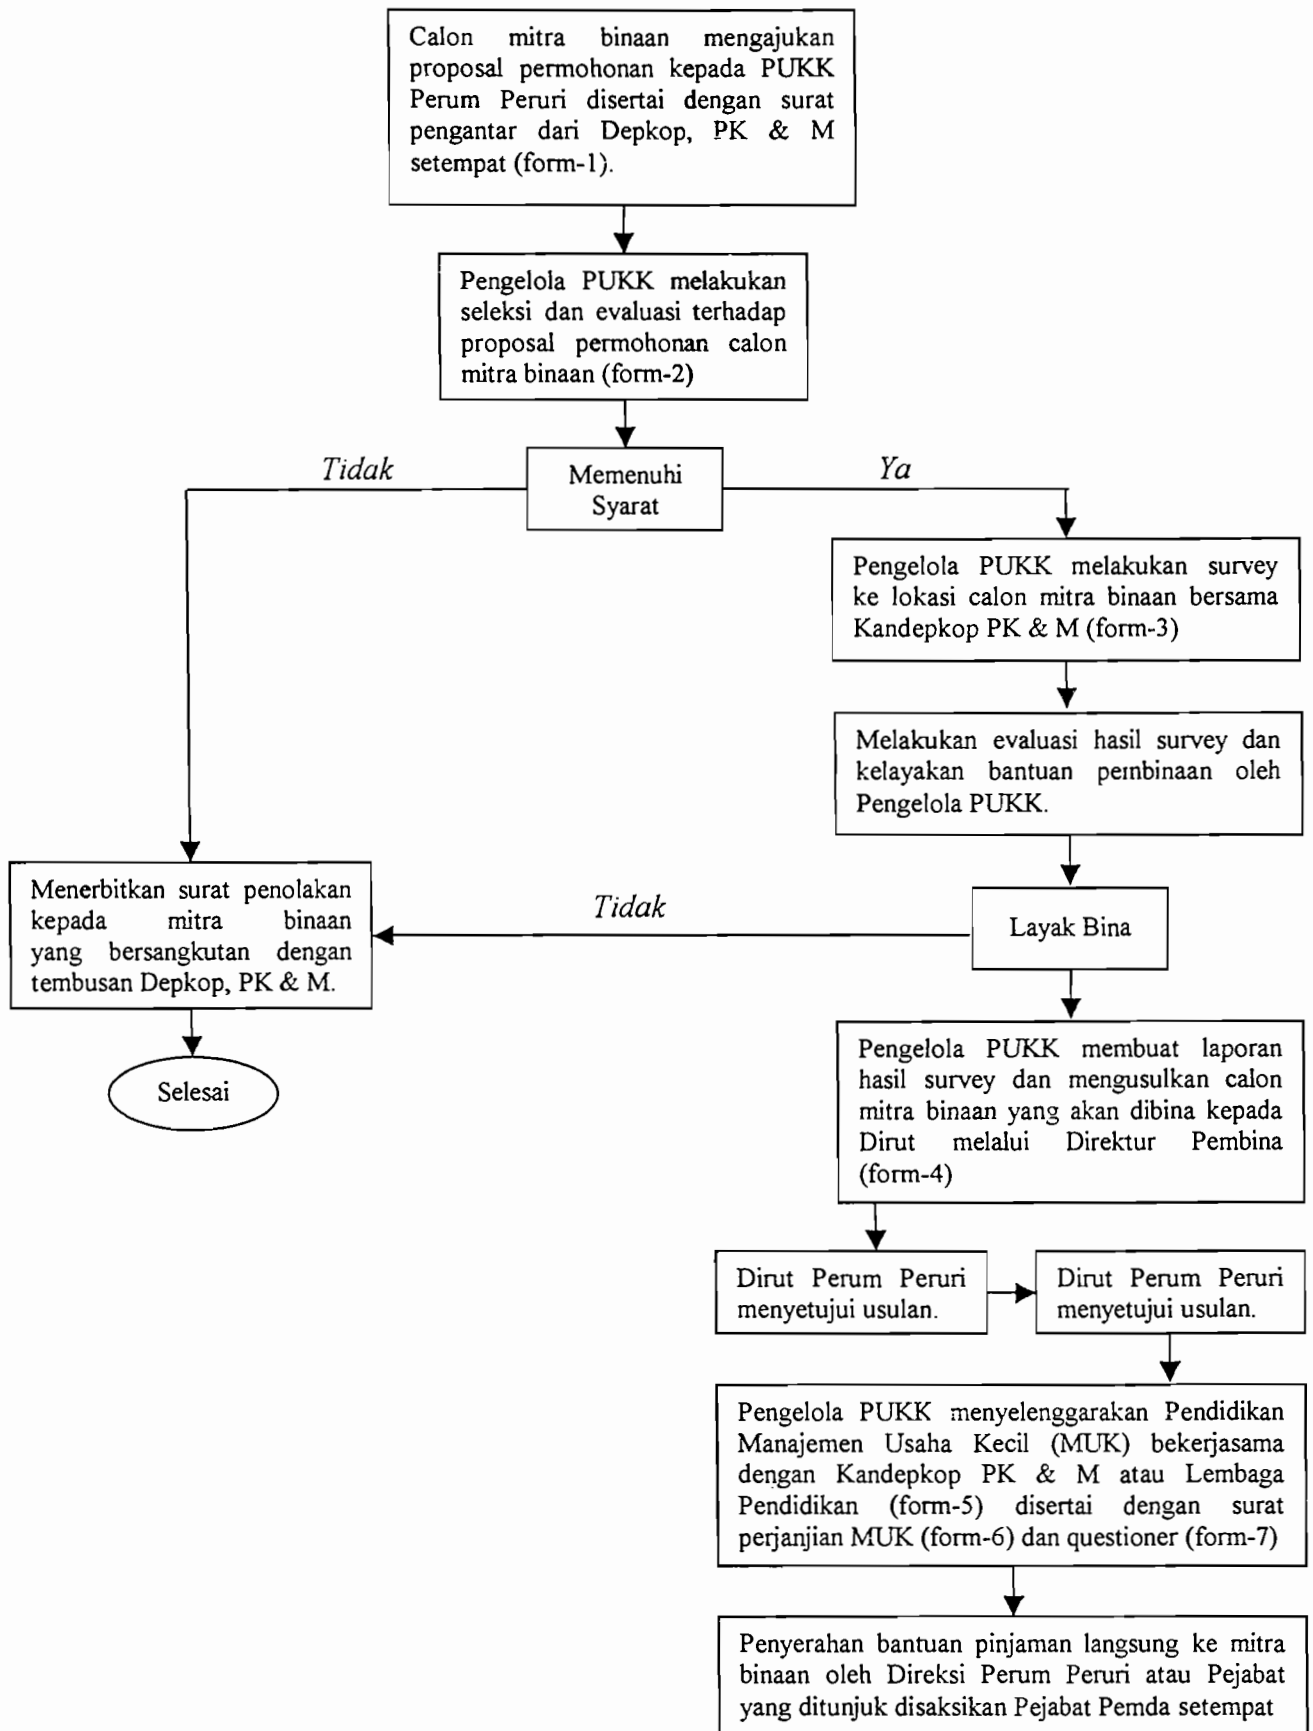 Calon mitra binaan mengajukan
proposal permohonan kepada PUKK
Perum Peruri disertai dengan surat
pengantar dari Depkop, PK & M
setempat (form-1).
Pengelola PUKK melakukan
seleksi dan evaluasi terhadap
proposal permohonan calon
mitra binaan (form-2)
Tidak
Memenuhi
Syarat
Ya
Pengelola PUKK melakukan survey
ke lokasi calon mitra binaan bersama
Kandepkop PK & M (form-3)
Melakukan evaluasi hasil survey dan
kelayakan bantuan pembinaan oleh
Pengelola PUKK.
Menerbitkan surat penolakan
kepada mitra binaan
yang bersangkutan dengan
tembusan Depkop, PK & M.
Tidak
Layak Bina
Selesai
Pengelola PUKK membuat laporan
hasil survey dan mengusulkan calon
mitra binaan yang akan dibina kepada
Dirut melalui Direktur Pembina
(form-4)
Dirut Perum Peruri
menyetujui usulan.
Dirut Perum Peruri
menyetujui usulan.
Pengelola PUKK menyelenggarakan Pendidikan
Manajemen Usaha Kecil (MUK) bekerjasama
dengan Kandepkop PK & M atau Lembaga
Pendidikan (form-5) disertai dengan surat
perjanjian MUK (form-6) dan questioner (form-7)
Penyerahan bantuan pinjaman langsung ke mitra
binaan oleh Direksi Perum Peruri atau Pejabat
yang ditunjuk disaksikan Pejabat Pemda setempat